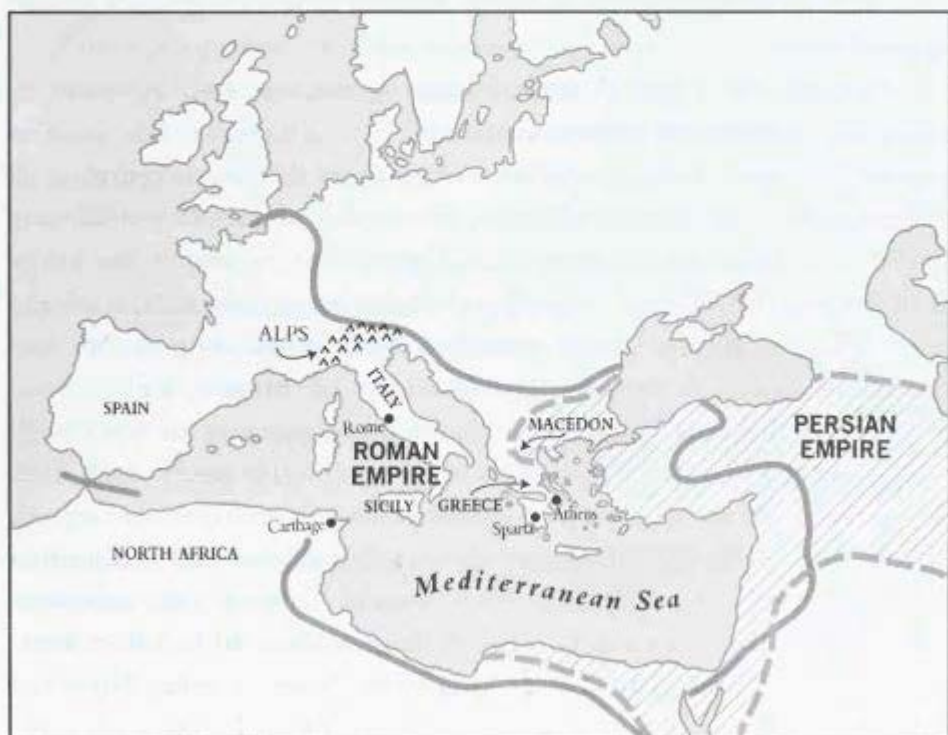 ALPS
ITALY
SPAIN
Rome
ROMAN
EMPIRE
MACEDON
PERSIAN
EMPIRE
SICILY
GREECE
Athens
Sparta
Carthage
NORTH AFRICA
Mediterranean Sea